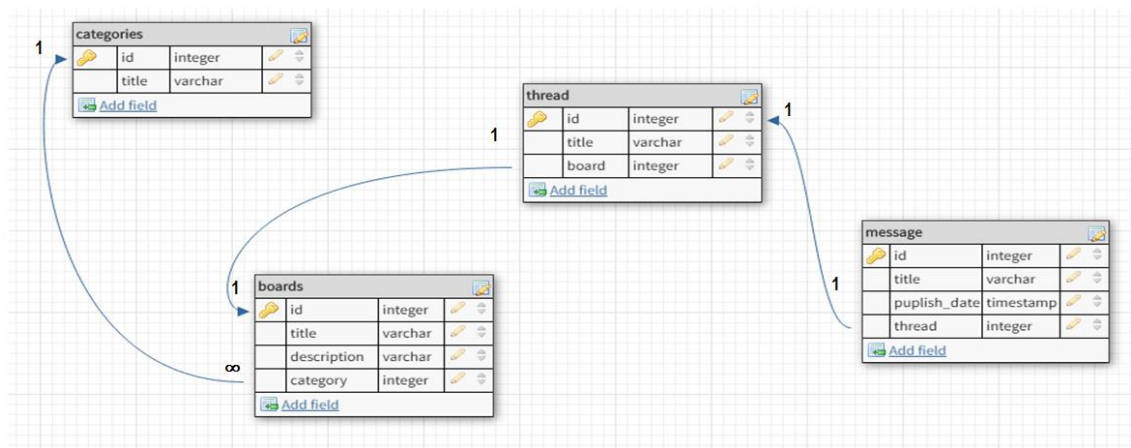 categories
1
id integer
title varchar
Add field
thread
1
id integer
1
title varchar
board integer
Add field
message
id integer
title varchar
puplish_date timestamp
thread integer
Add field
1
boards
1
id integer
title varchar
description varchar
∞
category integer
Add field